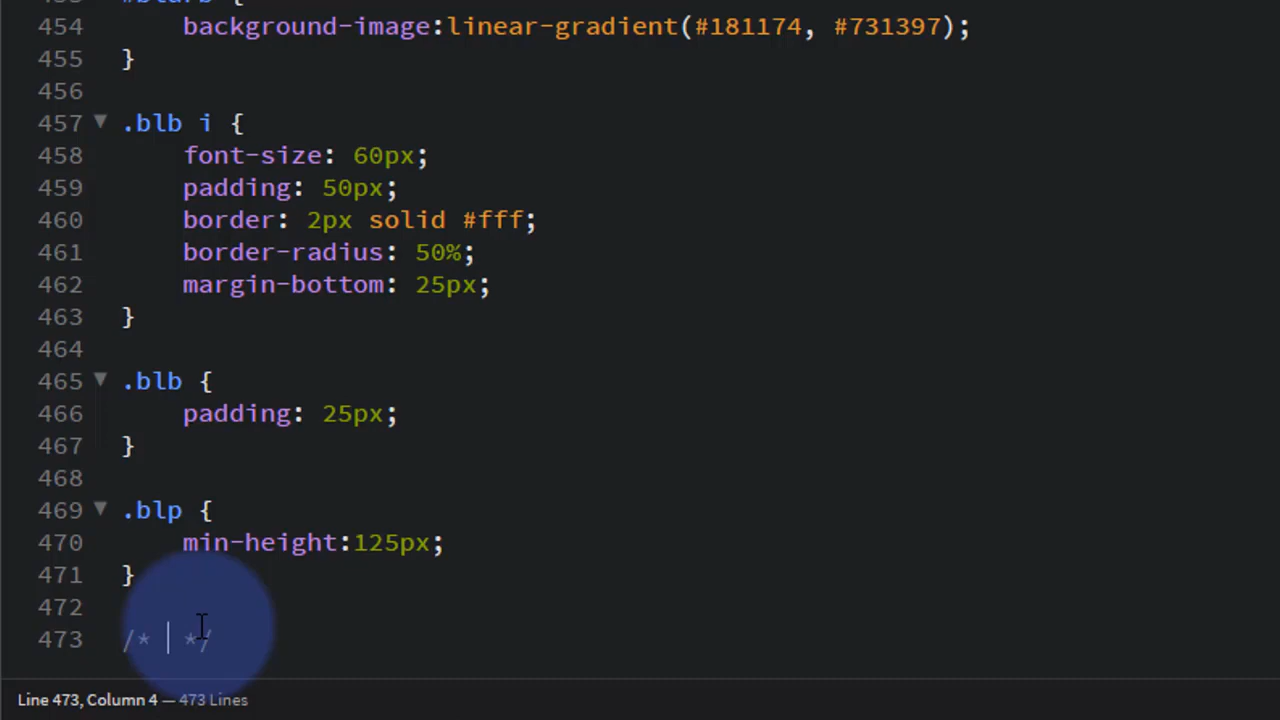 454 background-image:linear-gradient(#181174, #731397);
455 }
456
457 ▼ .blb i {
458 font-size: 60px;
459 padding: 50px;
460 border: 2px solid #fff;
461 border-radius: 50%;
462 margin-bottom: 25px;
463 }
464
465 ▼ .blb {
466 padding: 25px;
467 }
468
469 ▼ .blp {
470 min-height:125px;
471 }
472
473 /* */
Line 473, Column 4 — 473 Lines